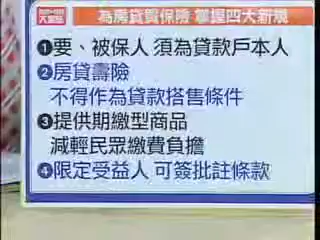 為房貸買保險 掌握四大新規
❶要、被保人 須為貸款戶本人
❷房貸壽險
不得作為貸款搭售條件
❸提供期繳型商品
減輕民眾繳費負擔
❹限定受益人 可簽批註條款